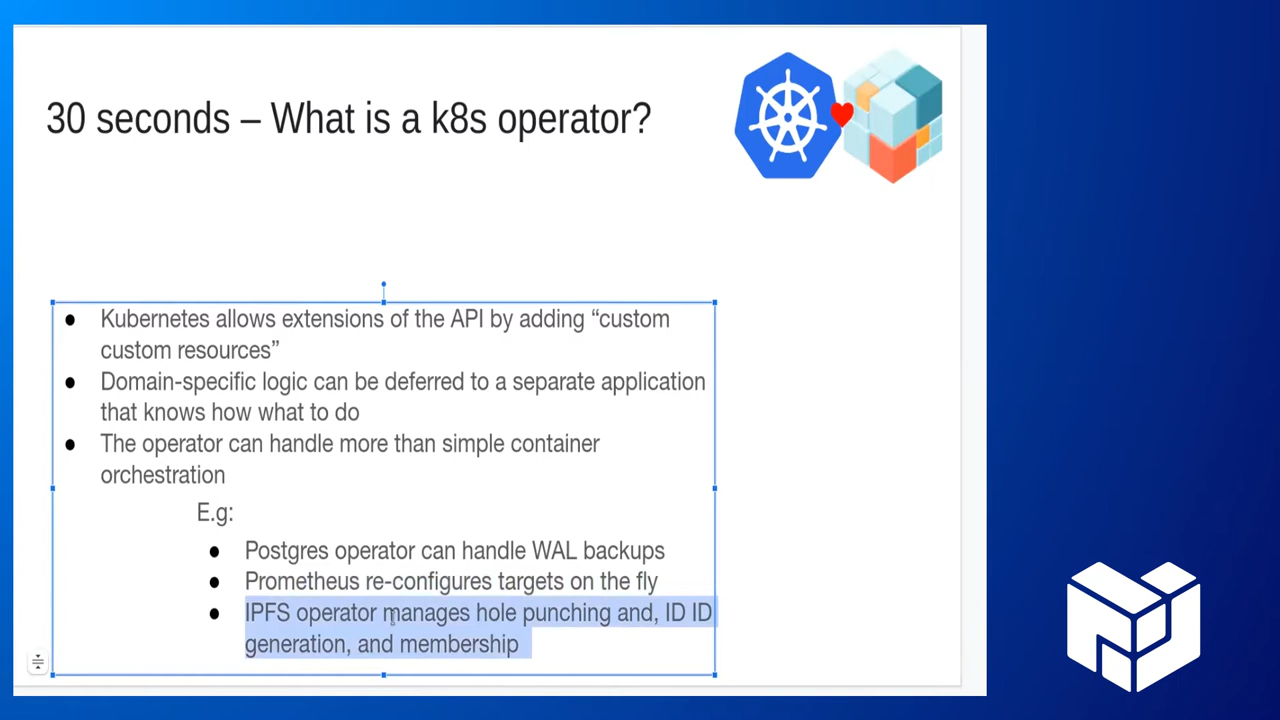 30 seconds – What is a k8s operator?
● Kubernetes allows extensions of the API by adding “custom
custom resources”
● Domain-specific logic can be deferred to a separate application
that knows how what to do
● The operator can handle more than simple container
orchestration
E.g:
● Postgres operator can handle WAL backups
● Prometheus re-configures targets on the fly
● IPFS operator manages hole punching and, ID ID
generation, and membership